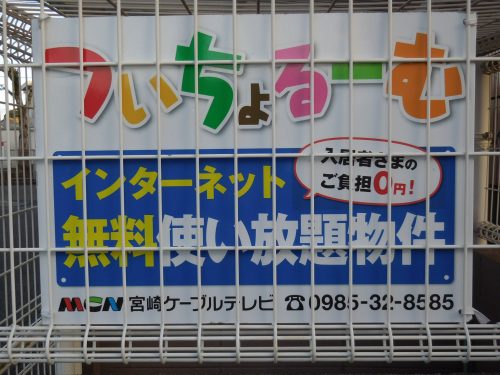 ついちょるーむ
入居者さまの
ご負担0円!
インターネット
無料使い放題物件
MCN 宮崎ケーブルテレビ ☎0985-32-8585